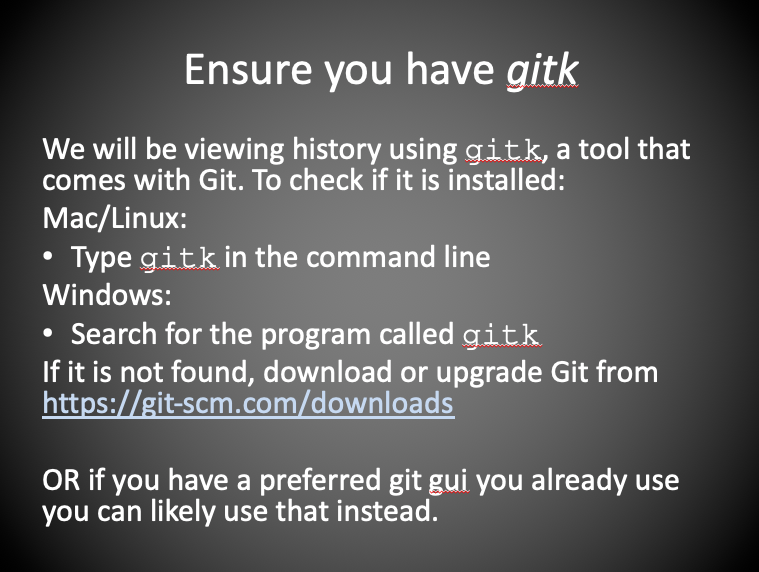 Ensure you have gitk
We will be viewing history using gitk, a tool that
comes with Git. To check if it is installed:
Mac/Linux:
• Type gitk in the command line
Windows:
• Search for the program called gitk
If it is not found, download or upgrade Git from
https://git-scm.com/downloads
OR if you have a preferred git gui you already use
you can likely use that instead.